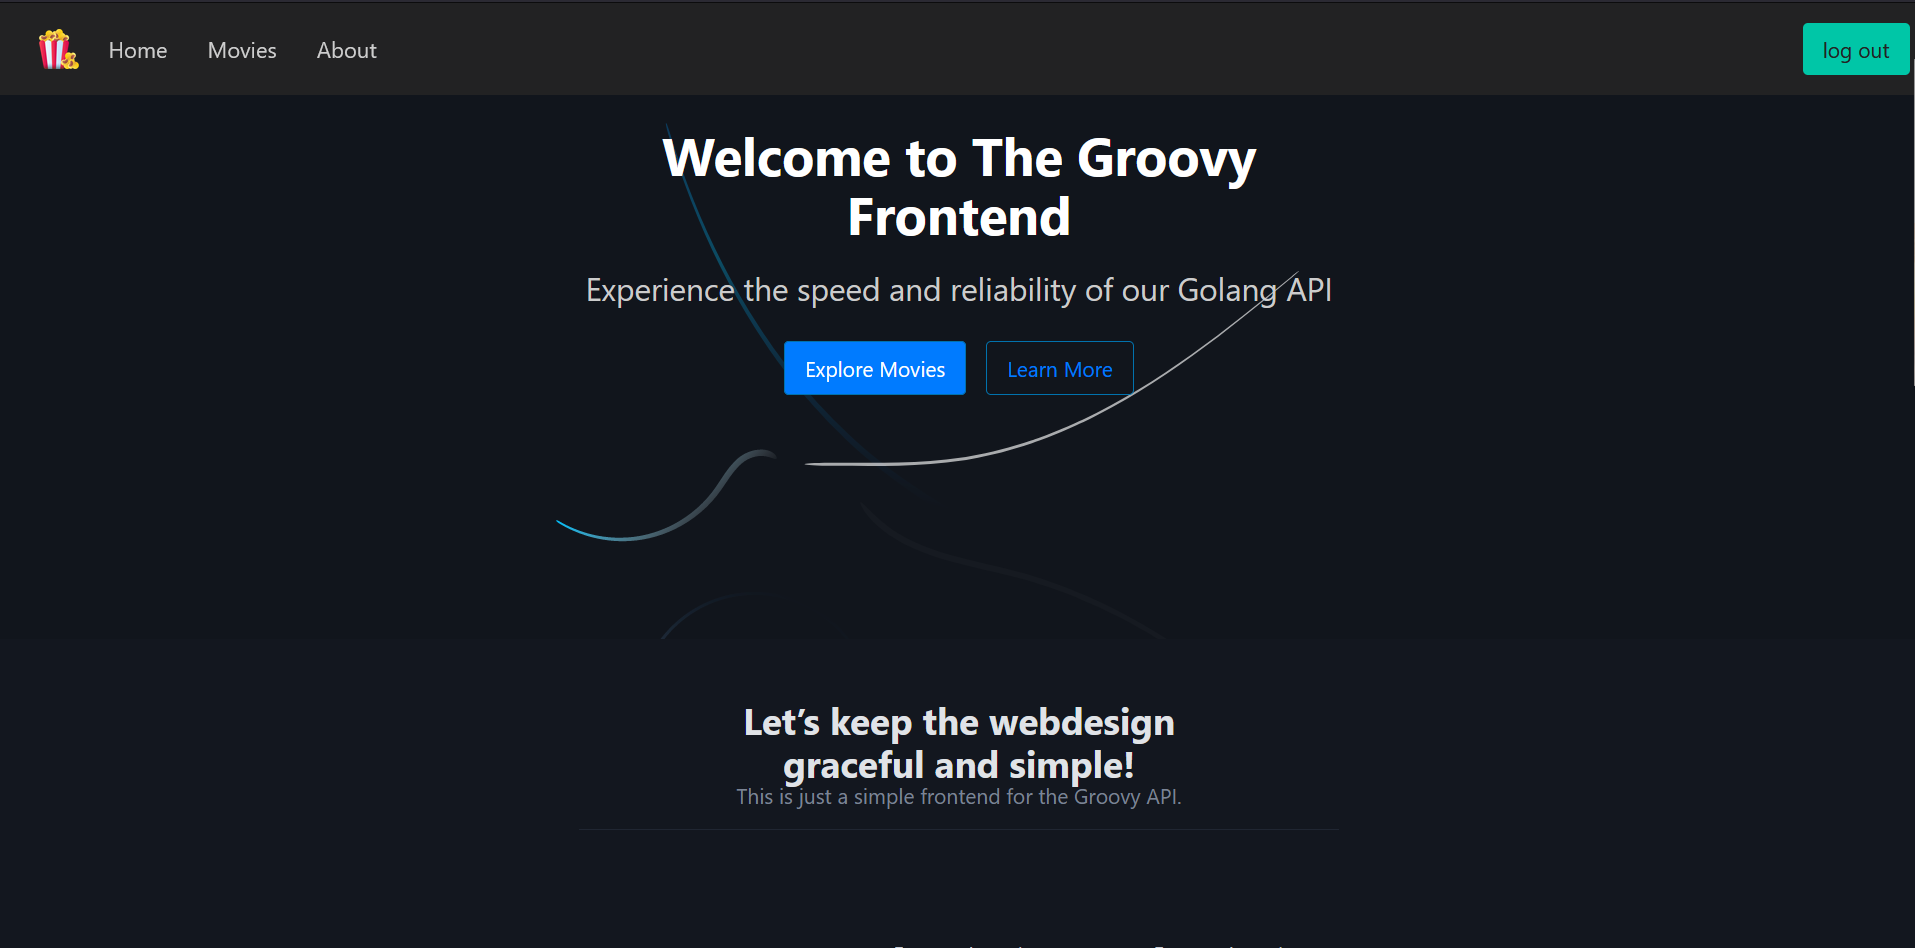 Home
Movies
About
log out
Welcome to The Groovy
Frontend
Experience the speed and reliability of our Golang API
Explore Movies
Learn More
Let’s keep the webdesign
graceful and simple!
This is just a simple frontend for the Groovy API.